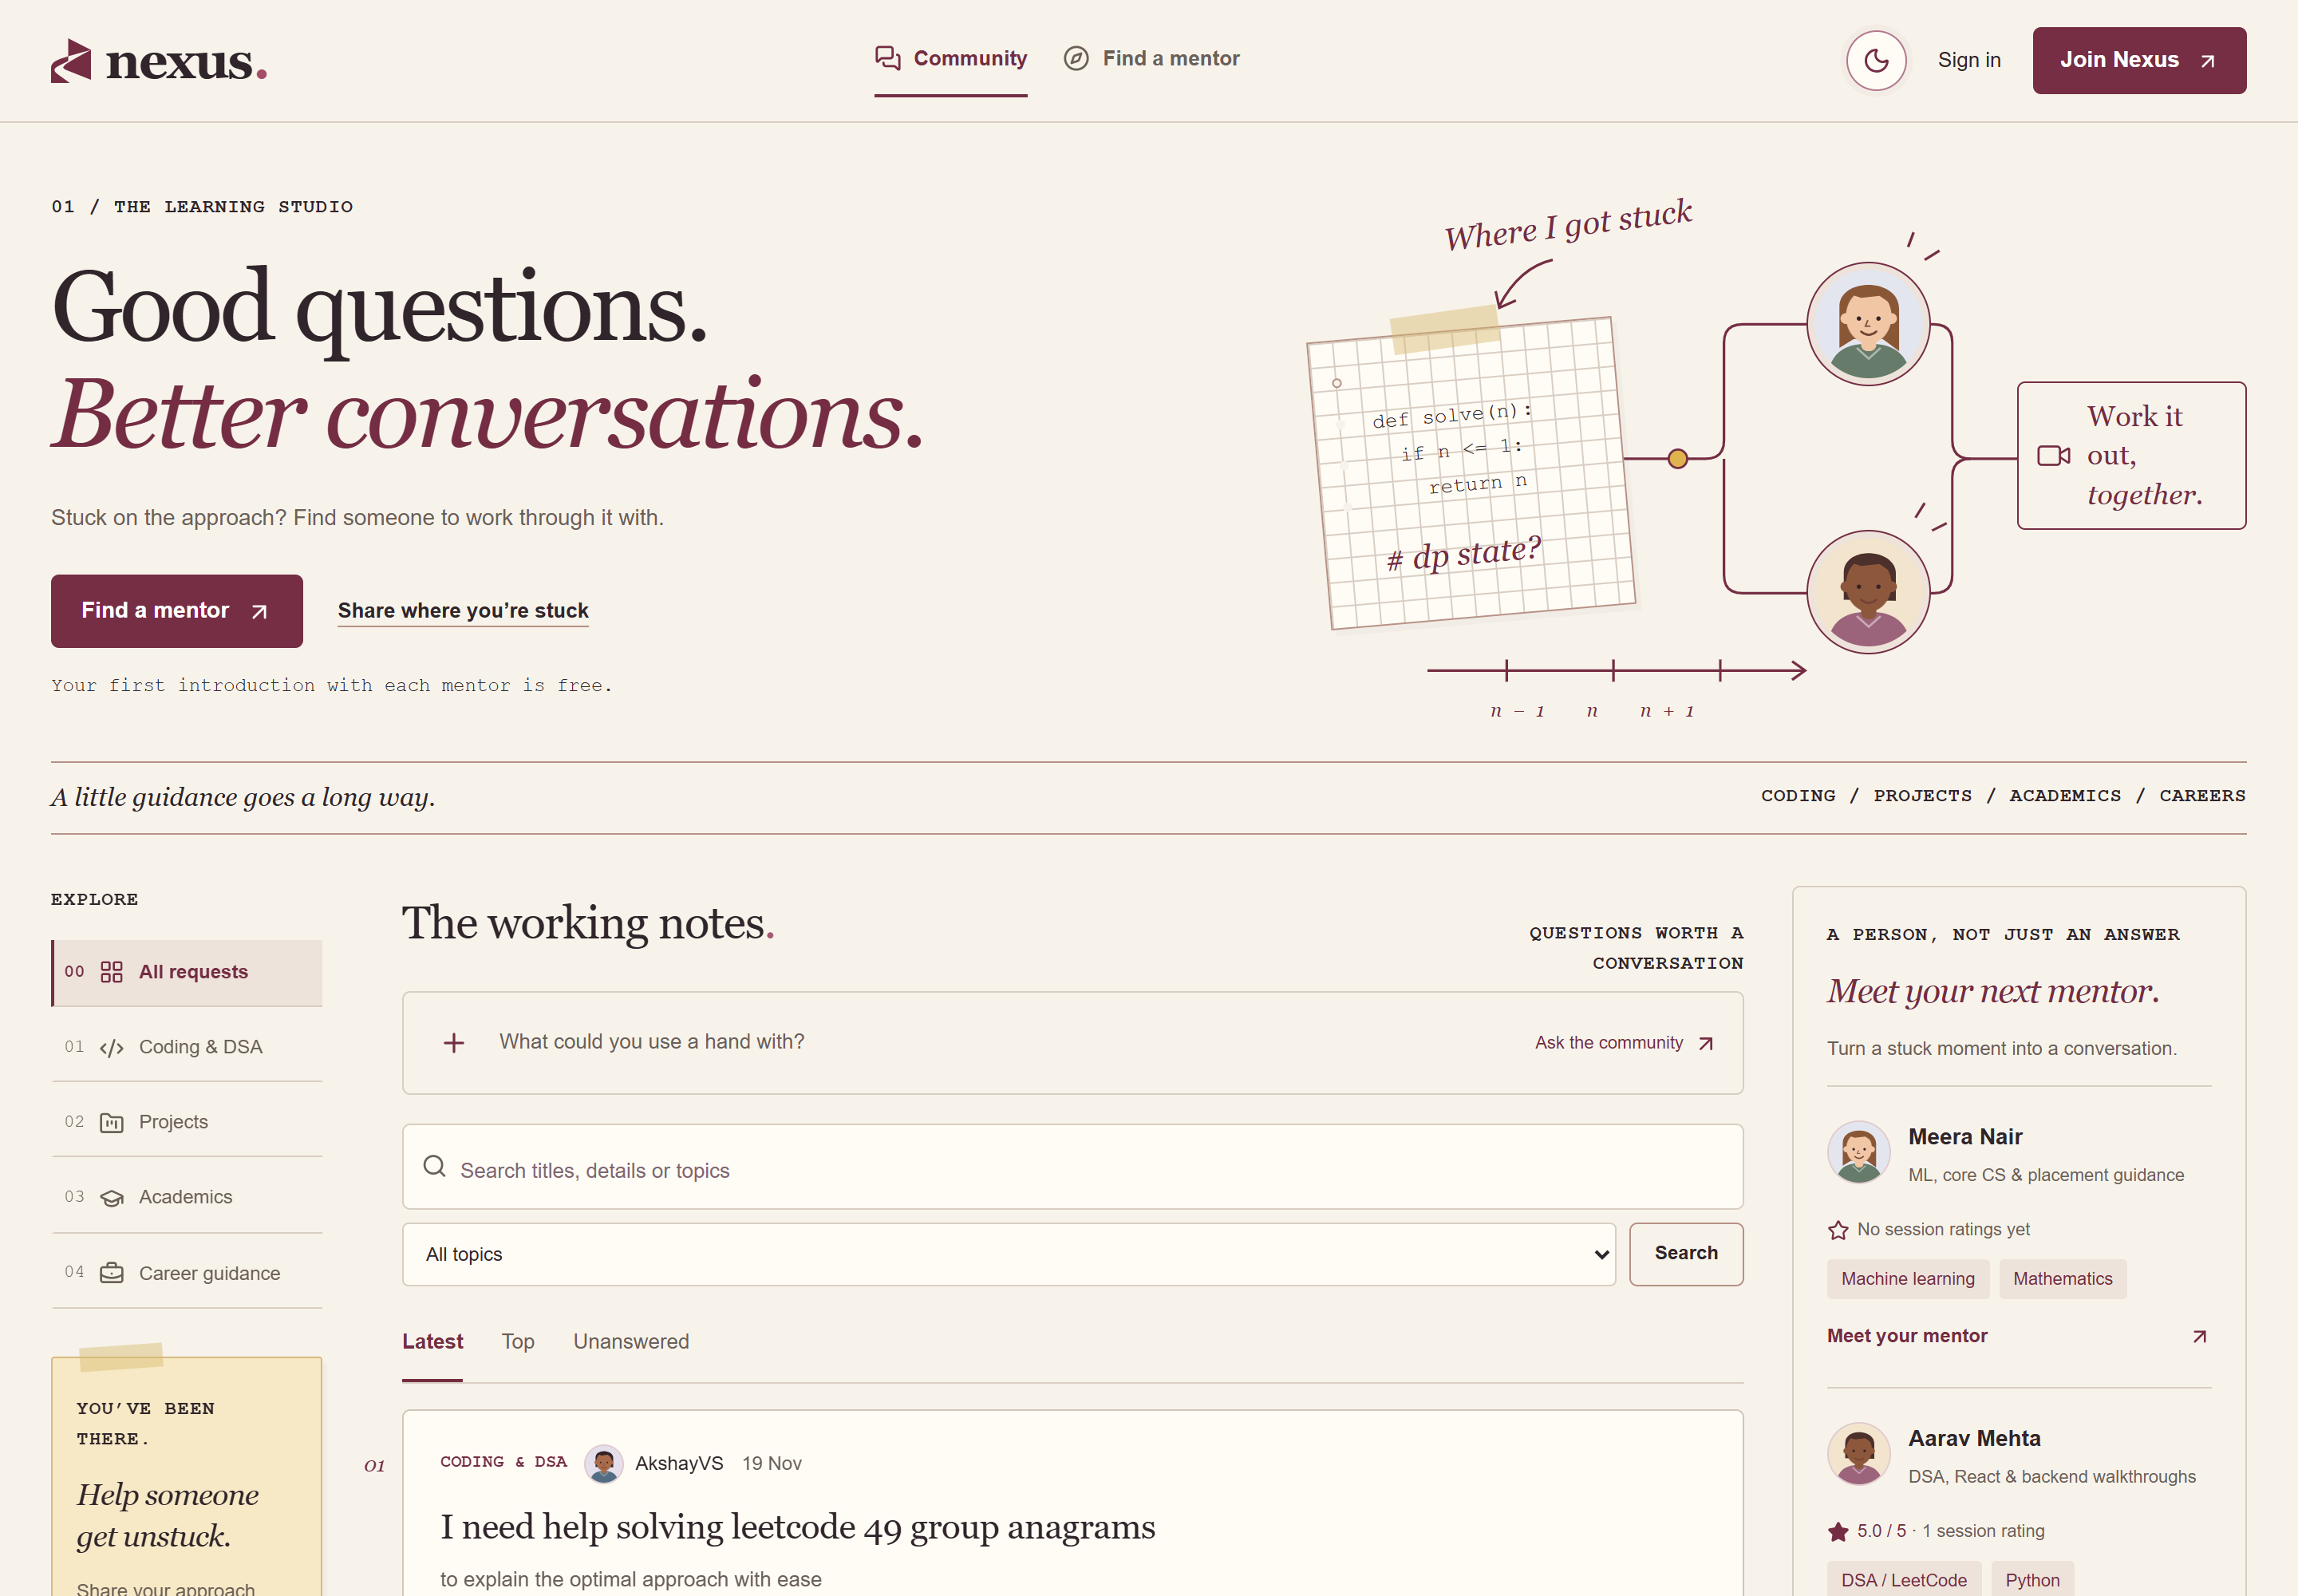 nexus.
Community
Find a mentor
Sign in
Join Nexus
01 / THE LEARNING STUDIO
Good questions.
Better conversations.
Stuck on the approach? Find someone to work through it with.
Find a mentor
Share where you’re stuck
Your first introduction with each mentor is free.
Where I got stuck
def solve(n):
if n <= 1:
return n
# dp state?
Work it
out,
together.
n – 1
n
n + 1
A little guidance goes a long way.
CODING / PROJECTS / ACADEMICS / CAREERS
EXPLORE
00 All requests
01 Coding & DSA
02 Projects
03 Academics
04 Career guidance
YOU’VE BEEN
THERE.
Help someone
get unstuck.
Share your approach
The working notes.
QUESTIONS WORTH A
CONVERSATION
What could you use a hand with?
Ask the community
Search titles, details or topics
All topics
Search
Latest
Top
Unanswered
01
CODING & DSA AkshayVS 19 Nov
I need help solving leetcode 49 group anagrams
to explain the optimal approach with ease
A PERSON, NOT JUST AN ANSWER
Meet your next mentor.
Turn a stuck moment into a conversation.
Meera Nair
ML, core CS & placement guidance
No session ratings yet
Machine learning
Mathematics
Meet your mentor
Aarav Mehta
DSA, React & backend walkthroughs
5.0 / 5 · 1 session rating
DSA / LeetCode
Python